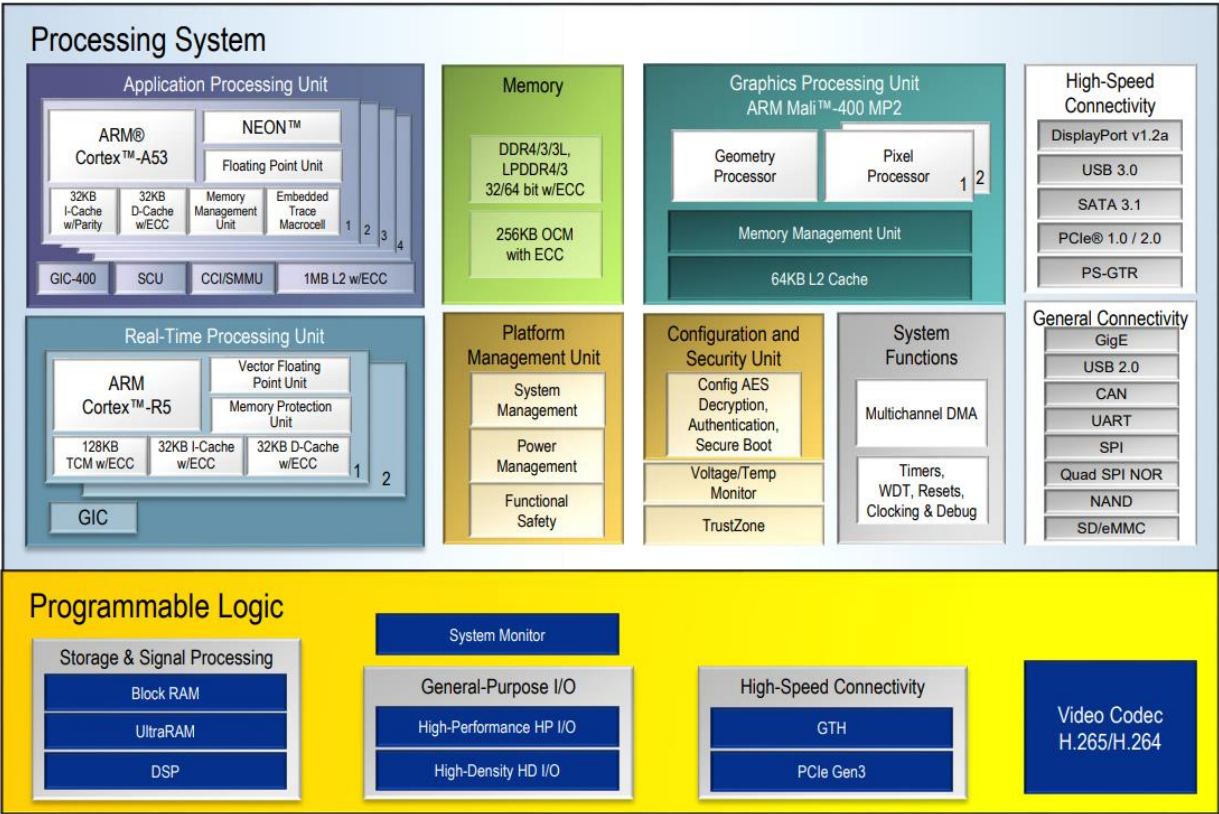 Processing System
Application Processing Unit
ARM®
Cortex™-A53
NEON™
Floating Point Unit
32KB
I-Cache
w/Parity
32KB
D-Cache
w/ECC
Memory
Management
Unit
Embedded
Trace
Macrocell
1
2
3
4
GIC-400
SCU
CCI/SMMU
1MB L2 w/ECC
Memory
DDR4/3/3L,
LPDDR4/3
32/64 bit w/ECC
256KB OCM
with ECC
Graphics Processing Unit
ARM Mali™-400 MP2
Geometry
Processor
Pixel
Processor
1
2
Memory Management Unit
64KB L2 Cache
High-Speed
Connectivity
DisplayPort v1.2a
USB 3.0
SATA 3.1
PCIe® 1.0 / 2.0
PS-GTR
Real-Time Processing Unit
ARM
Cortex™-R5
Vector Floating
Point Unit
Memory Protection
Unit
128KB
TCM w/ECC
32KB I-Cache
w/ECC
32KB D-Cache
w/ECC
1
2
GIC
Platform
Management Unit
System
Management
Power
Management
Functional
Safety
Configuration and
Security Unit
Config AES
Decryption,
Authentication,
Secure Boot
Voltage/Temp
Monitor
TrustZone
System
Functions
Multichannel DMA
Timers,
WDT, Resets,
Clocking & Debug
General Connectivity
GigE
USB 2.0
CAN
UART
SPI
Quad SPI NOR
NAND
SD/eMMC
Programmable Logic
Storage & Signal Processing
Block RAM
UltraRAM
DSP
System Monitor
General-Purpose I/O
High-Performance HP I/O
High-Density HD I/O
High-Speed Connectivity
GTH
PCIe Gen3
Video Codec
H.265/H.264